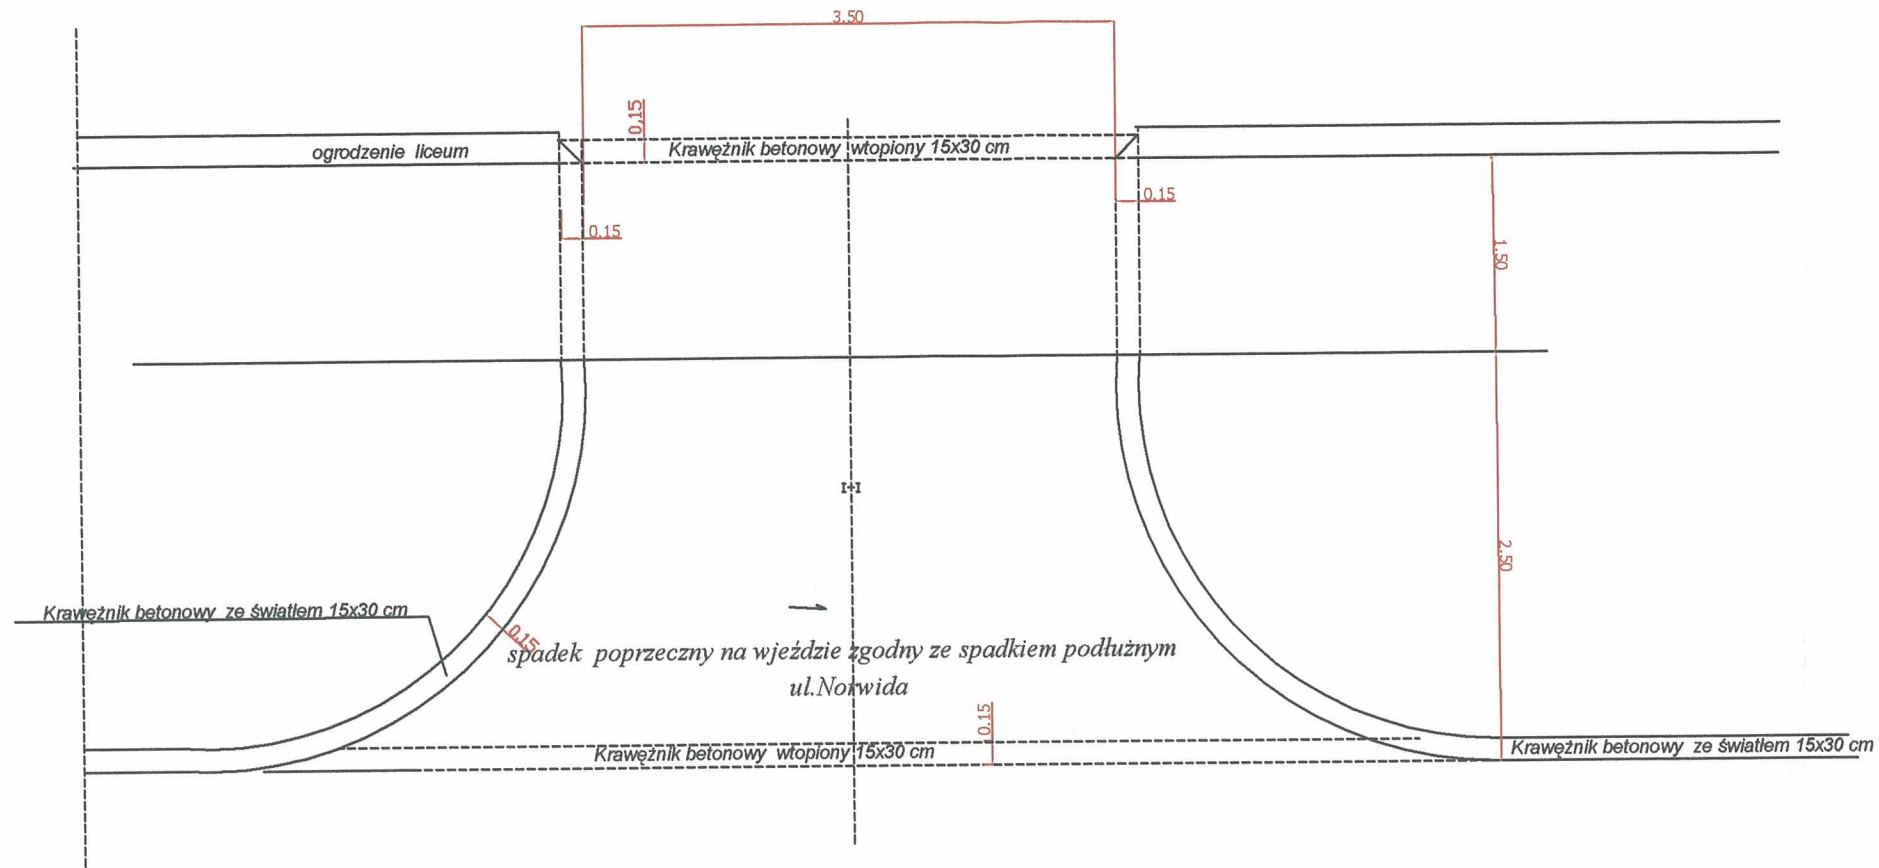 3.50
0,15
ogrodzenie liceum
Krawężnik betonowy wtopiony 15x30 cm
0.15
0.15
1.50
I-I
2.50
Krawężnik betonowy ze światłem 15x30 cm
0.15
spadek poprzeczny na wjeździe zgodny ze spadkiem podłużnym
ul.Norwida
0.15
Krawężnik betonowy wtopiony 15x30 cm
Krawężnik betonowy ze światłem 15x30 cm